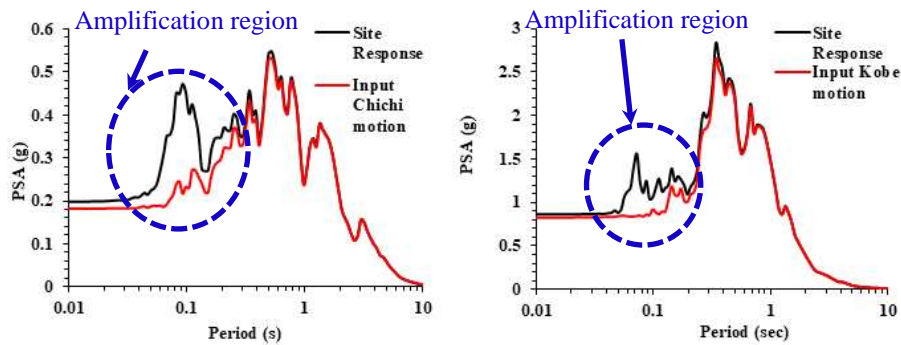 Amplification region
0.6
0.5
0.4
0.3
0.2
0.1
0
PSA (g)
0.01
0.1
1
10
Period (s)
Site
Response
Input
Chichi
motion
Amplification region
3
2.5
2
1.5
1
0.5
0
PSA (g)
0.01
0.1
1
10
Period (sec)
Site
Response
Input Kobe
motion